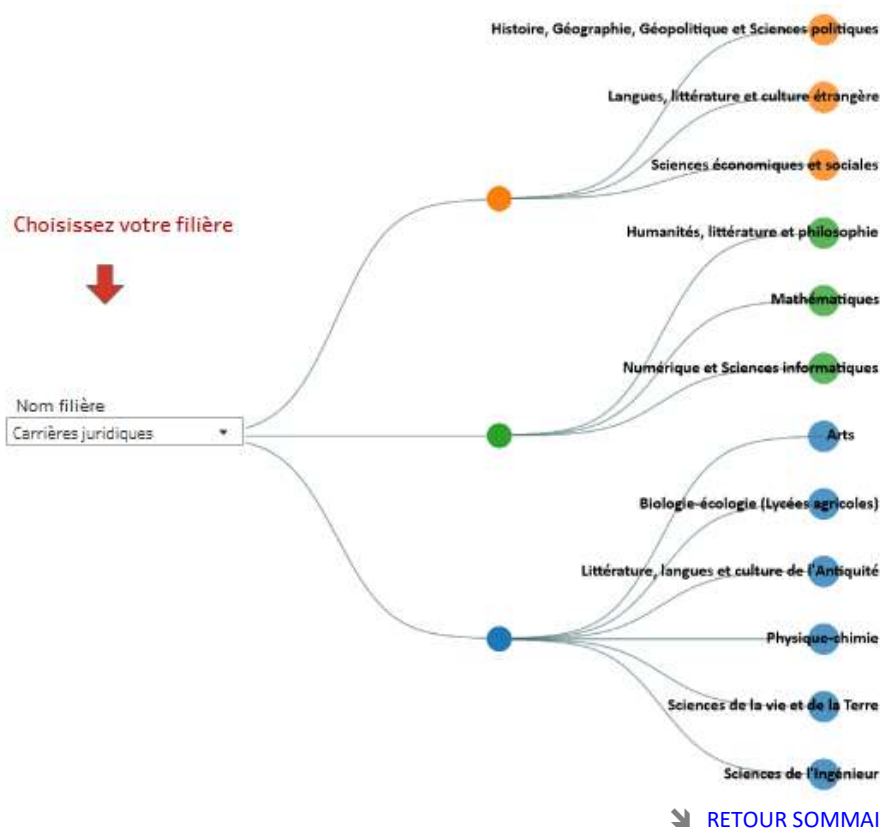 Histoire, Géographie, Géopolitique et Sciences politiques
Langues, littérature et culture étrangère
Sciences économiques et sociales
Choisissez votre filière
Humanités, littérature et philosophie
Mathématiques
Numérique et Sciences informatiques
Nom filière
Carrières juridiques
Arts
Biologie-écologie (Lycées agricoles)
Littérature, langues et culture de l'Antiquité
Physique-chimie
Sciences de la vie et de la Terre
Sciences de l'Ingénieur
RETOUR SOMMAI